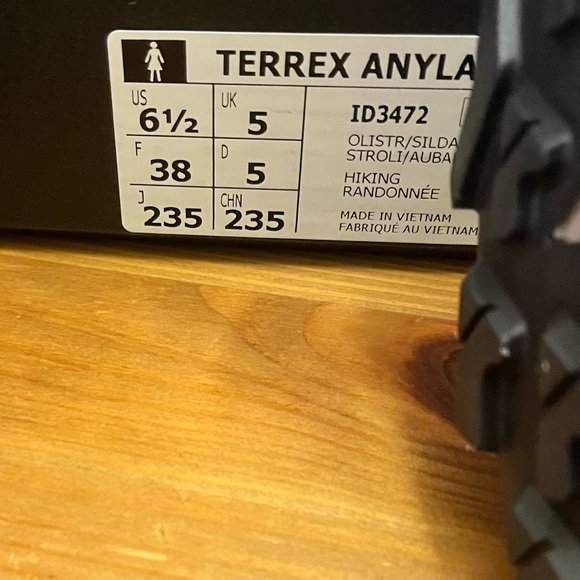 TERREX ANYLA
US 6½ UK 5
F 38 D 5
J 235 CHN 235
ID3472
OLISTR/SILDA
STROLI/AUBA
HIKING
RANDONNÉE
MADE IN VIETNAM
FABRIQUÉ AU VIETNAM